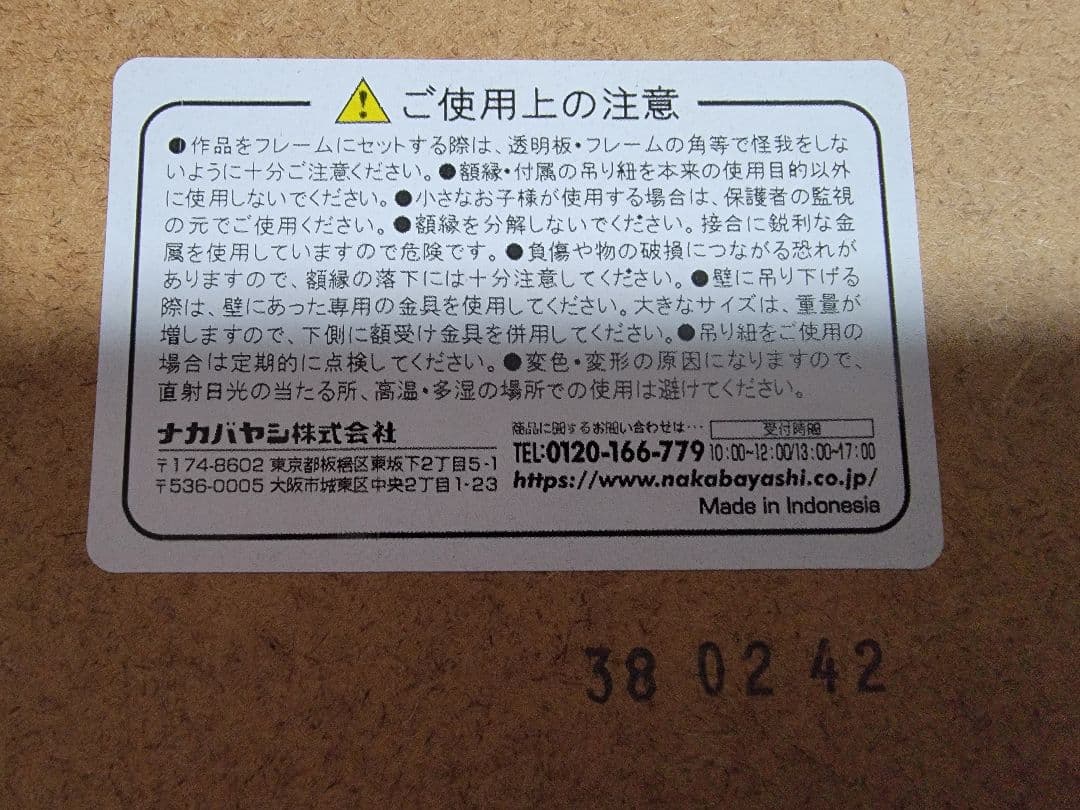 ご使用上の注意
●作品をフレームにセットする際は、透明板・フレームの角等で怪我をしな
いように十分ご注意ください。●額縁・付属の吊り紐を本来の使用目的以外
に使用しないでください。●小さなお子様が使用する場合は、保護者の監視
の元でご使用ください。●額縁を分解しないでください。接合に鋭利な金
属を使用していますので危険です。●負傷や物の破損につながる恐れが
ありますので、額縁の落下には十分注意してください。●壁に吊り下げる
際は、壁にあった専用の金具を使用してください。大きなサイズは、重量が
増しますので、下側に額受け金具を併用してください。●吊り紐をご使用の
場合は定期的に点検してください。●変色・変形の原因になりますので、
直射日光の当たる所、高温・多湿の場所での使用は避けてください。
ナカバヤシ株式会社
〒174-8602 東京都板橋区東坂下2丁目5-1
〒536-0005 大阪市城東区中央2丁目1-23
商品に関するお問い合わせは… 受付時間
TEL:0120-166-779 10:00~12:00/13:00~17:00
https://www.nakabayashi.co.jp/
Made in Indonesia
38 02 42